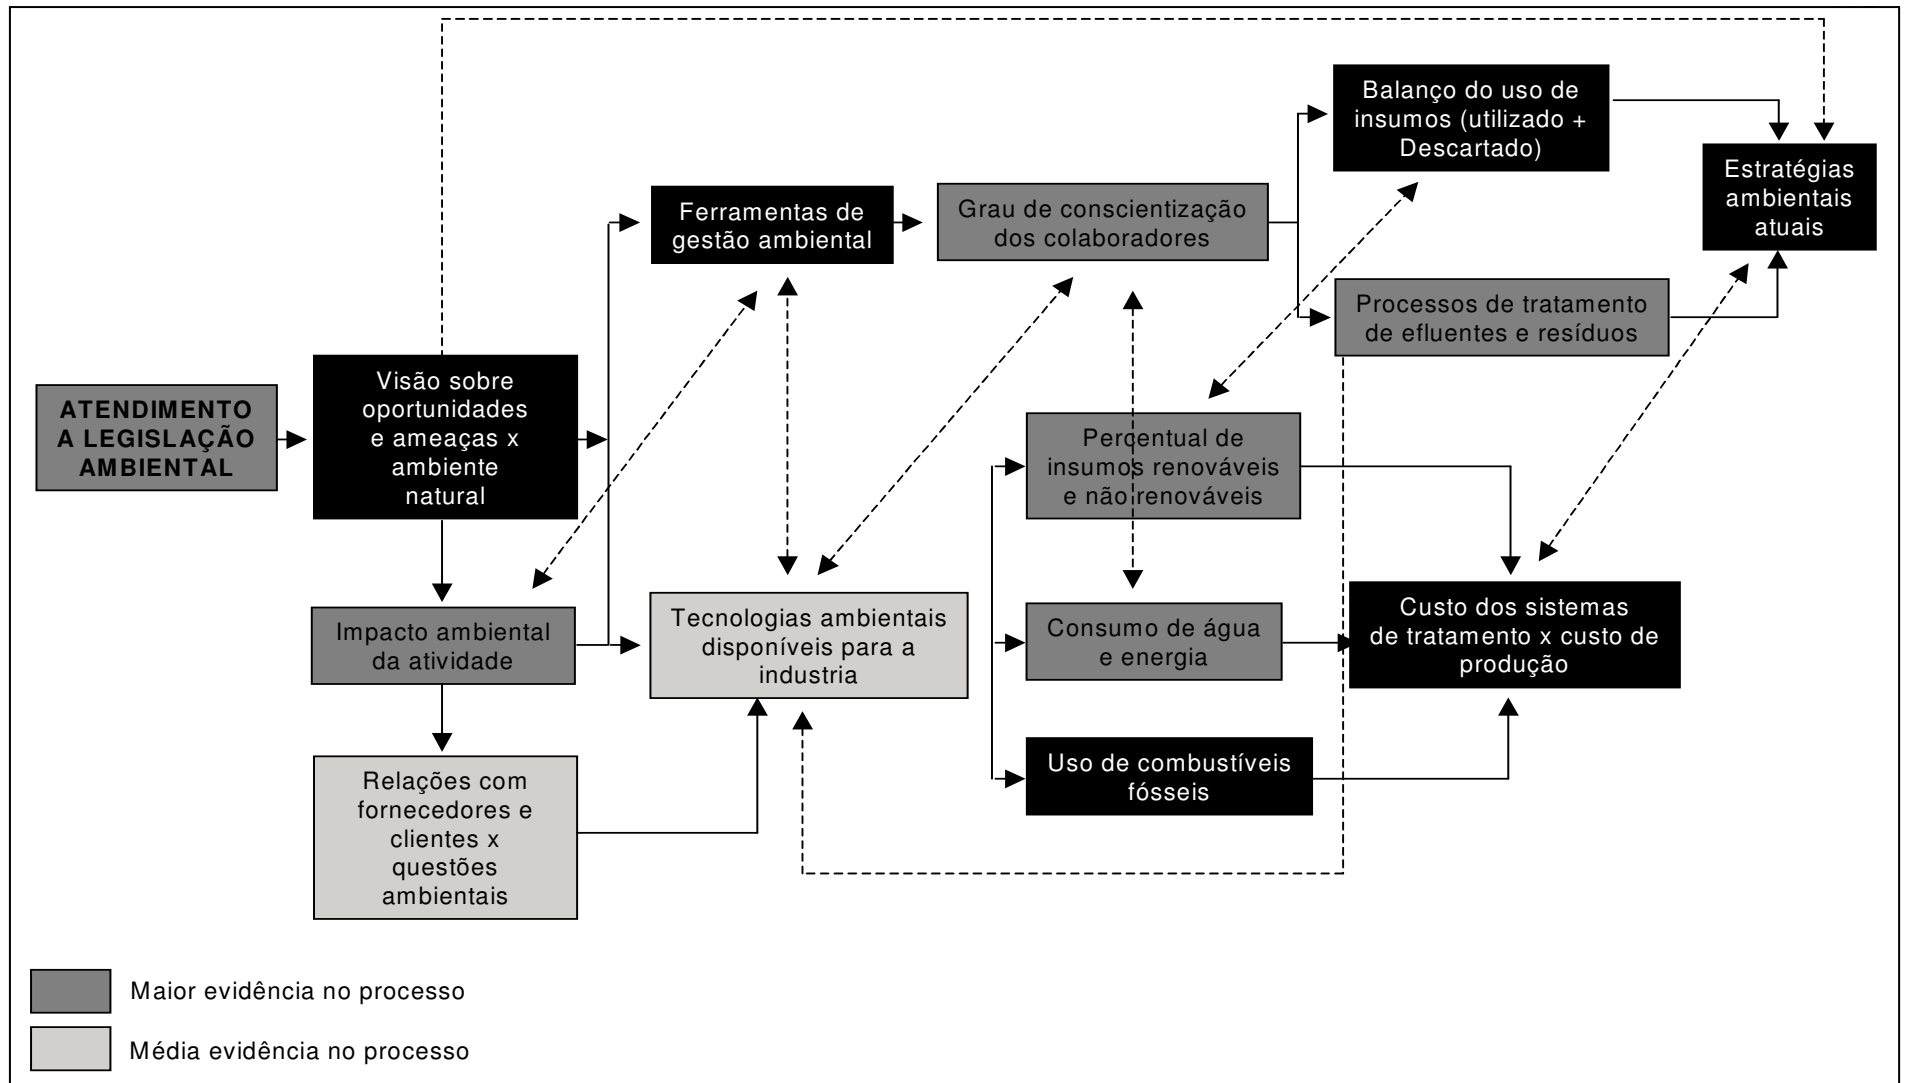 Balanço do uso de
insumos (utilizado +
Descartado)
Estratégias
ambientais
atuais
Ferramentas de
gestão ambiental
Grau de conscientização
dos colaboradores
Processos de tratamento
de efluentes e resíduos
ATENDIMENTO
A LEGISLAÇÃO
AMBIENTAL
Visão sobre
oportunidades
e ameaças x
ambiente
natural
Percentual de
insumos renováveis
e não renováveis
Impacto ambiental
da atividade
Tecnologias ambientais
disponíveis para a
industria
Consumo de água
e energia
Custo dos sistemas
de tratamento x custo de
produção
Relações com
fornecedores e
clientes x
questões
ambientais
Uso de combustíveis
fósseis
Maior evidência no processo
Média evidência no processo